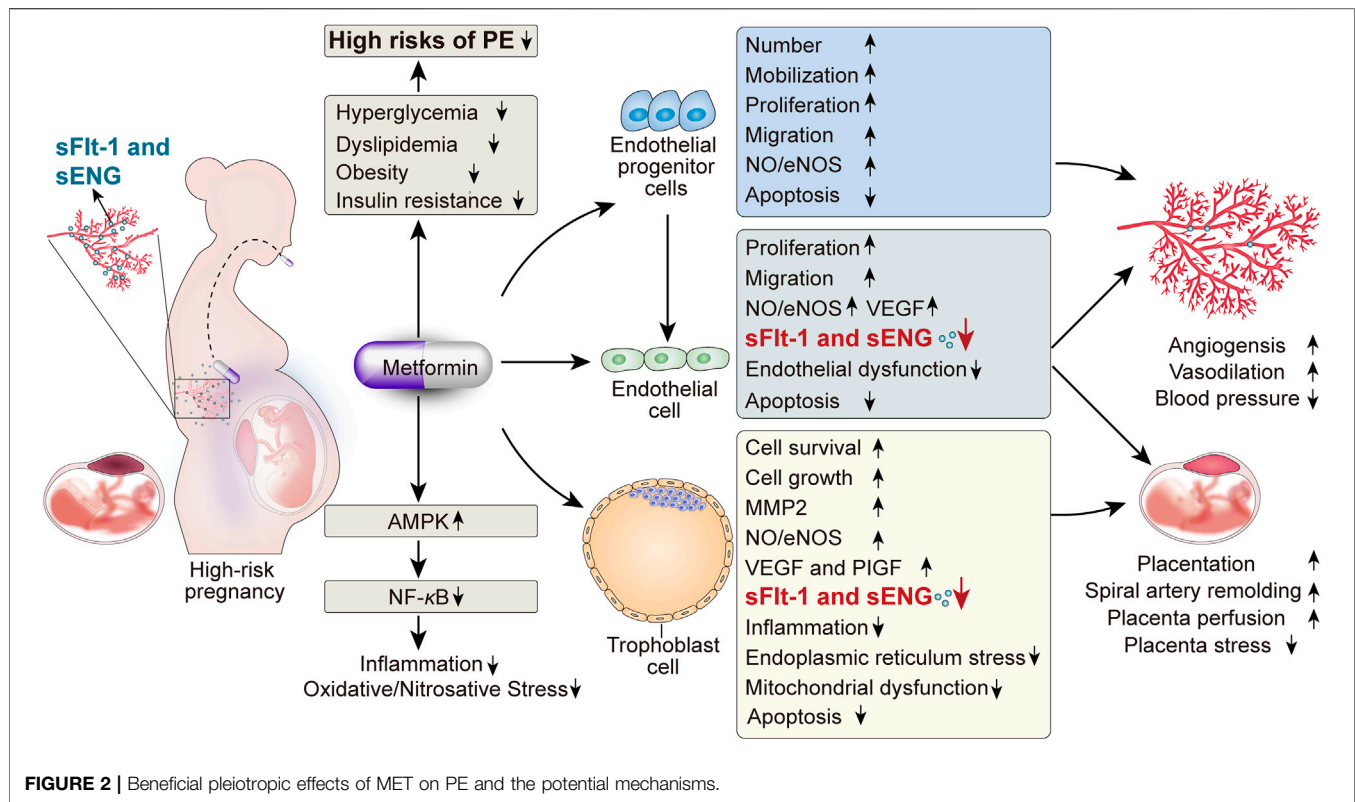 High risks of PE ↓
Hyperglycemia ↓
Dyslipidemia ↓
Obesity ↓
Insulin resistance ↓
sFlt-1 and
sENG
High-risk
pregnancy
Metformin
AMPK ↑
NF-κB ↓
Inflammation ↓
Oxidative/Nitrosative Stress ↓
Endothelial
progenitor
cells
Endothelial
cell
Trophoblast
cell
Number ↑
Mobilization ↑
Proliferation ↑
Migration ↑
NO/eNOS ↑
Apoptosis ↓
Proliferation ↑
Migration ↑
NO/eNOS ↑ VEGF ↑
sFlt-1 and sENG ↓
Endothelial dysfunction ↓
Apoptosis ↓
Cell survival ↑
Cell growth ↑
MMP2 ↑
NO/eNOS ↑
VEGF and PIGF ↑
sFlt-1 and sENG ↓
Inflammation ↓
Endoplasmic reticulum stress ↓
Mitochondrial dysfunction ↓
Apoptosis ↓
Angiogensis ↑
Vasodilation ↑
Blood pressure ↓
Placentation ↑
Spiral artery remolding ↑
Placenta perfusion ↑
Placenta stress ↓
FIGURE 2 | Beneficial pleiotropic effects of MET on PE and the potential mechanisms.